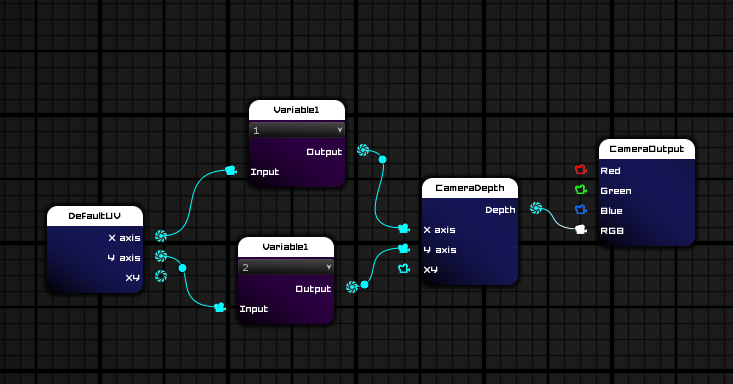 Variable1
1
Output
Input
DefaultUV
X axis
Y axis
XY
Variable1
2
Output
Input
CameraDepth
Depth
X axis
Y axis
XY
CameraOutput
Red
Green
Blue
RGB